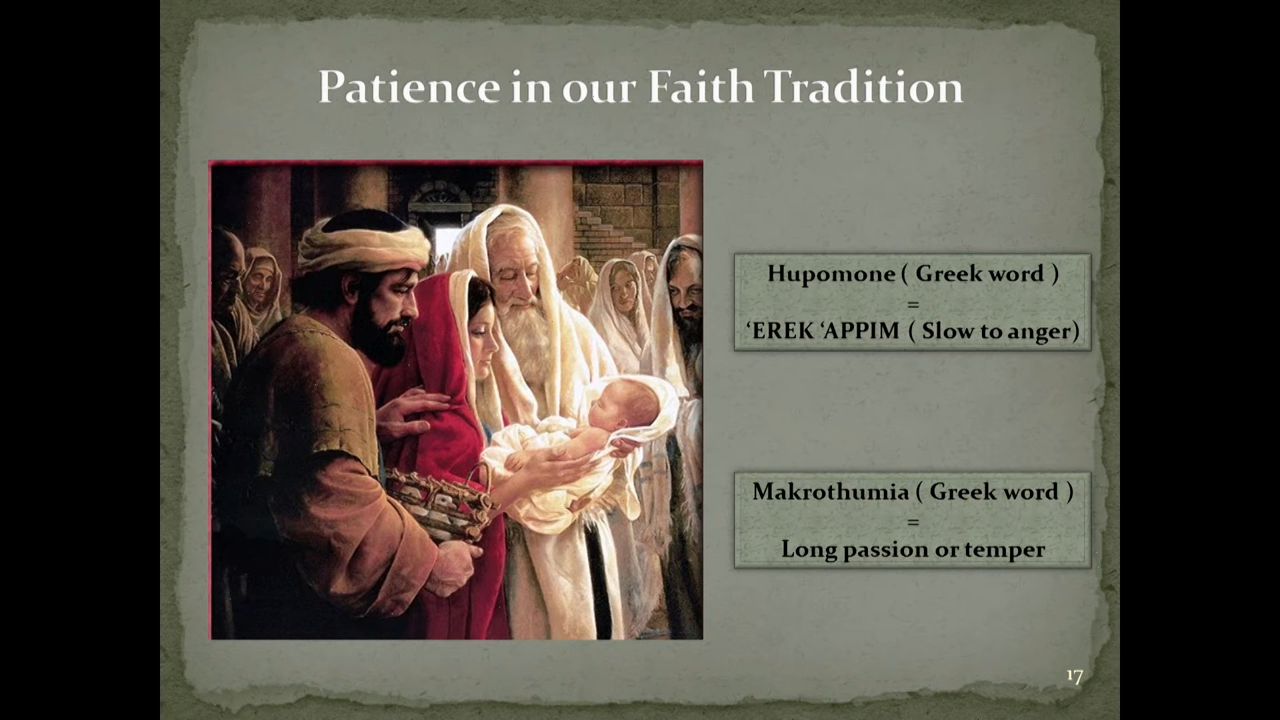 Patience in our Faith Tradition
Hupomone ( Greek word )
=
‘EREK ‘APPIM ( Slow to anger)
Makrothumia ( Greek word )
=
Long passion or temper
17